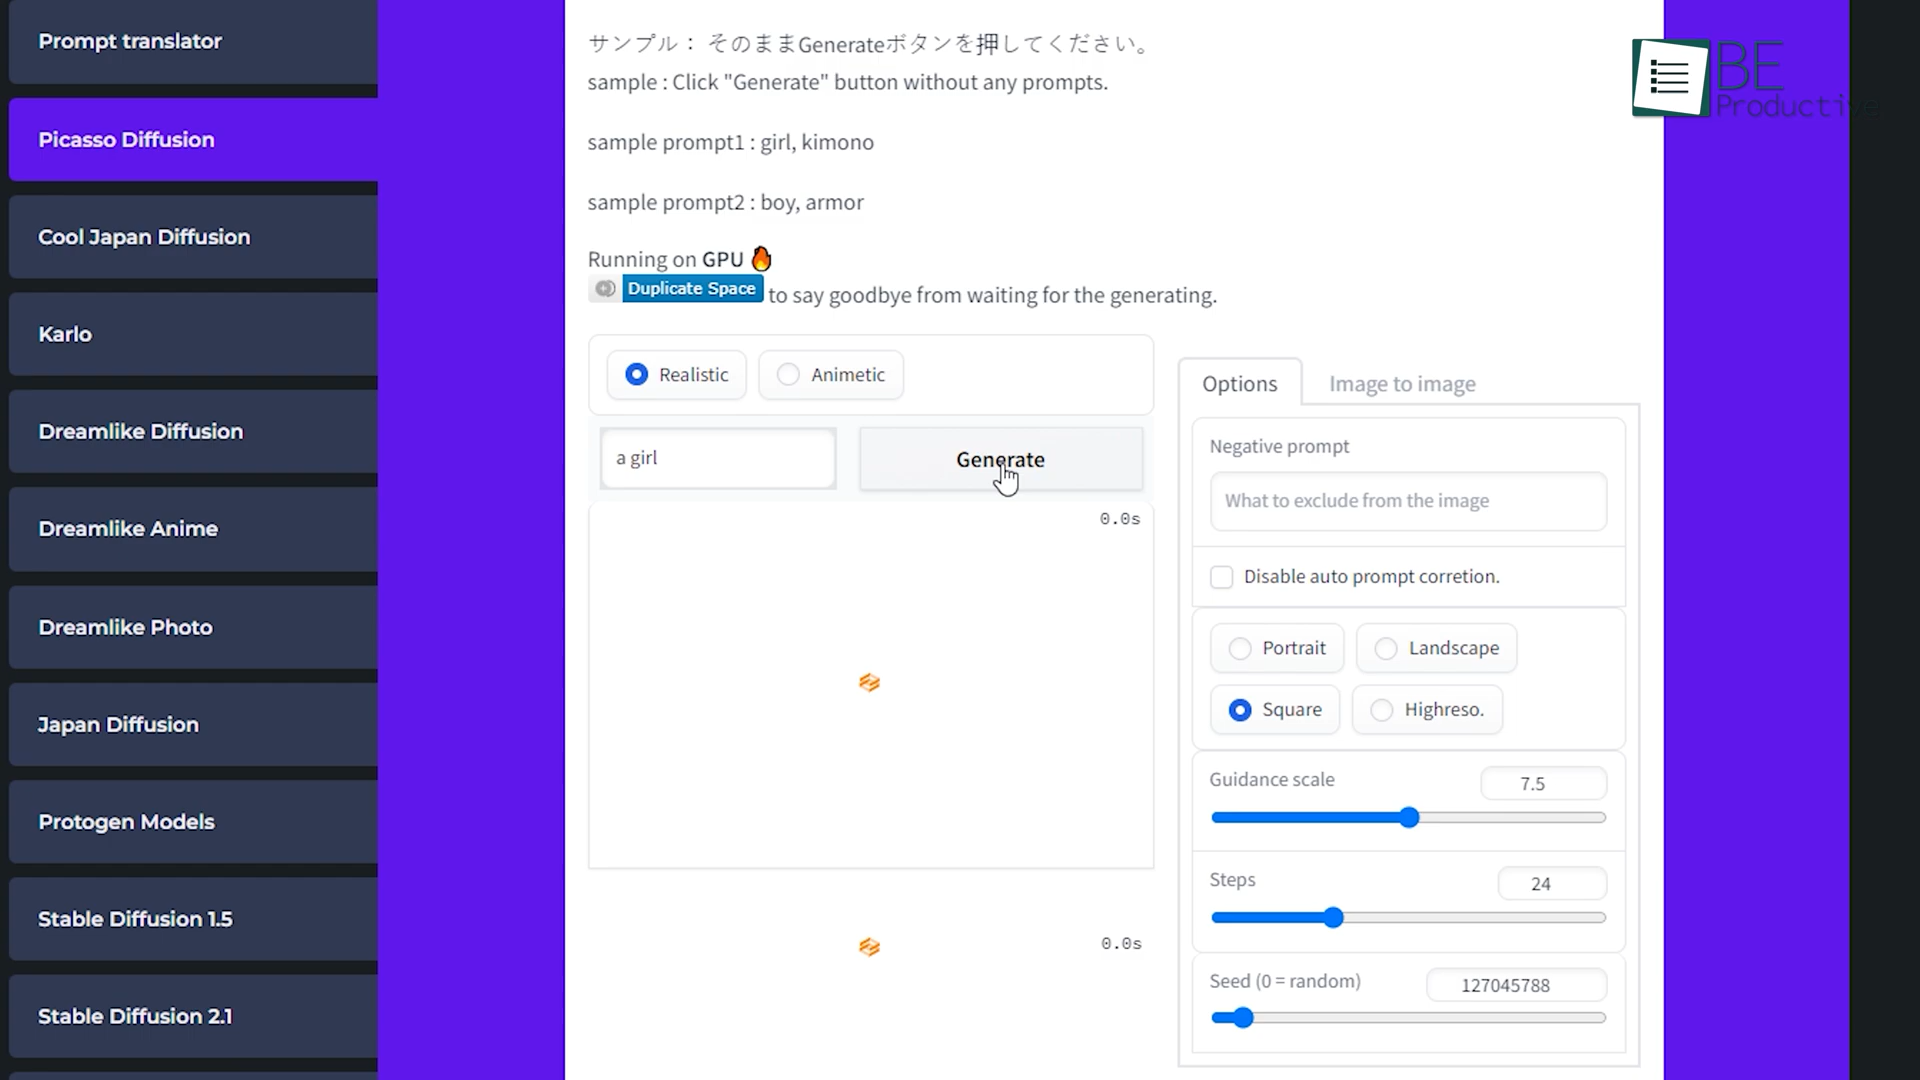 Prompt translator
Picasso Diffusion
Cool Japan Diffusion
Karlo
Dreamlike Diffusion
Dreamlike Anime
Dreamlike Photo
Japan Diffusion
Protogen Models
Stable Diffusion 1.5
Stable Diffusion 2.1
サンプル： そのままGenerateボタンを押してください。
sample : Click "Generate" button without any prompts.
sample prompt1 : girl, kimono
sample prompt2 : boy, armor
Running on GPU 🔥
Duplicate Space to say goodbye from waiting for the generating.
Realistic Animetic
a girl Generate
0.0s
0.0s
Options Image to image
Negative prompt
What to exclude from the image
Disable auto prompt corretion.
Portrait Landscape
Square Highreso.
Guidance scale 7.5
Steps 24
Seed (0 = random) 127045788
BE
Productive